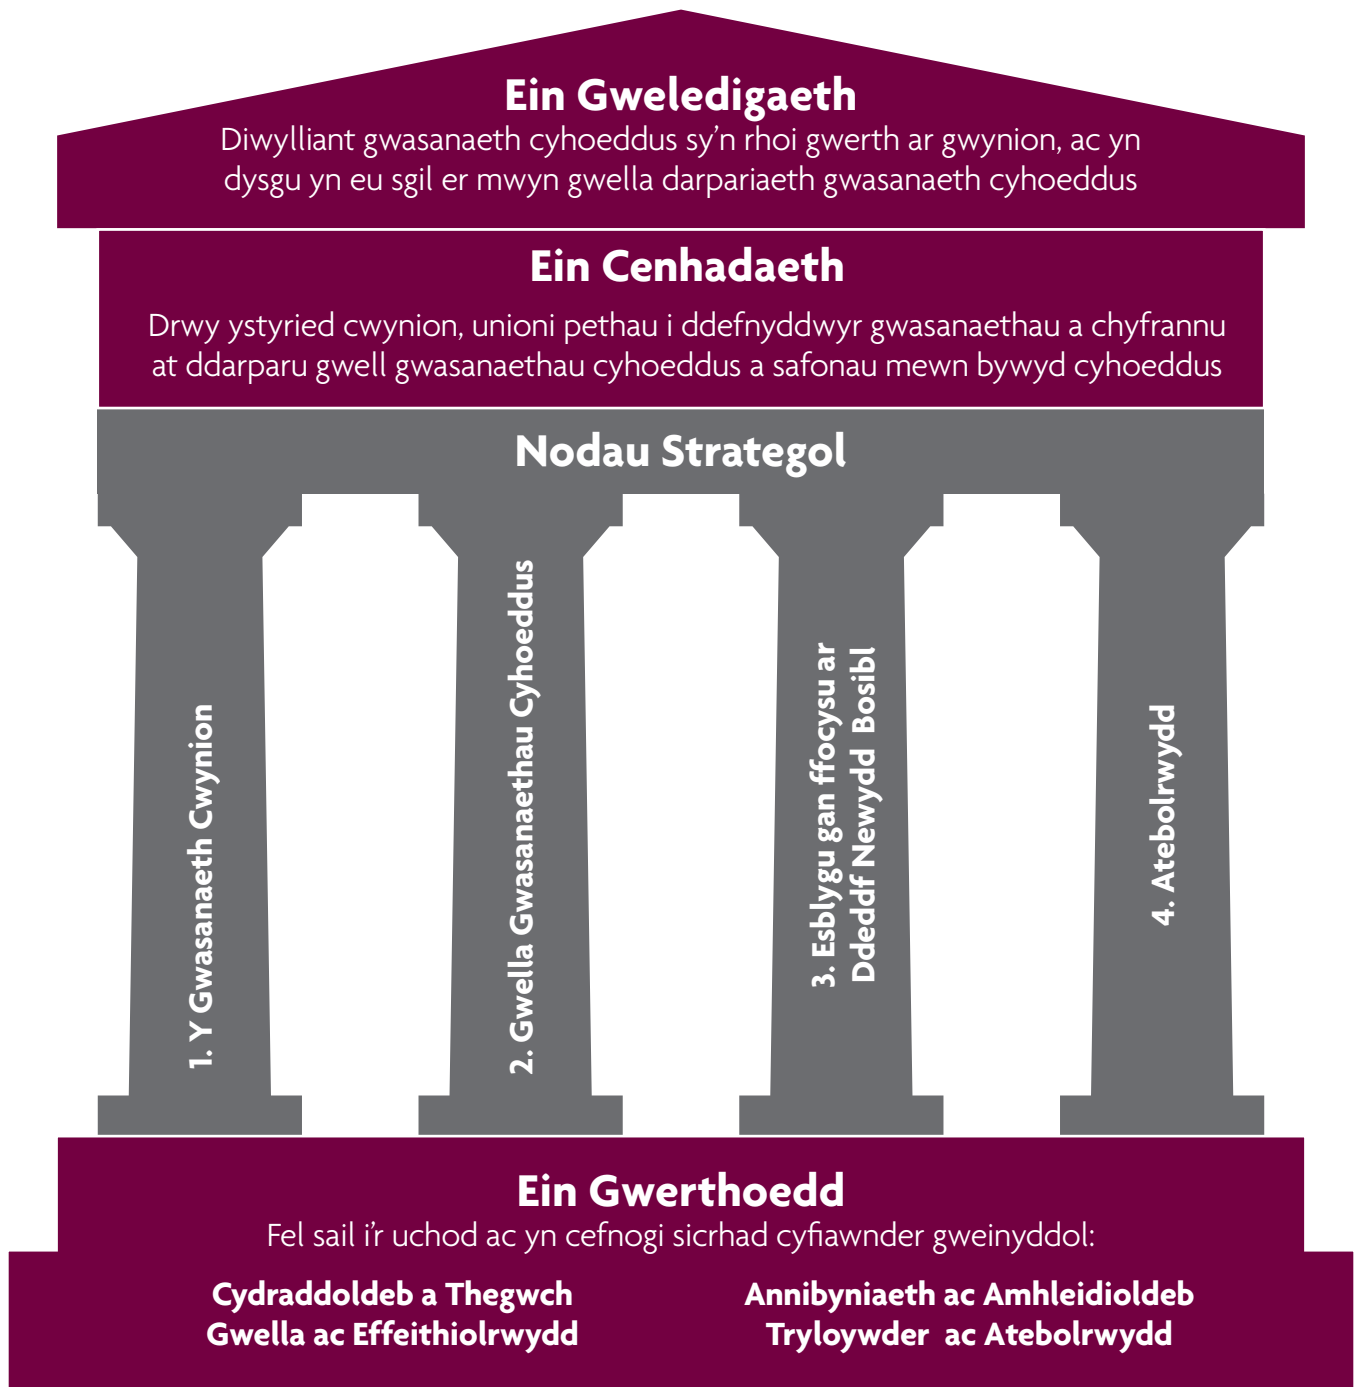 Ein Gweledigaeth
Diwylliant gwasanaeth cyhoeddus sy'n rhoi gwerth ar gwynion, ac yn
dysgu yn eu sgil er mwyn gwella darpariaeth gwasanaeth cyhoeddus
Ein Cenhadaeth
Drwy ystyried cwynion, unioni pethau i ddefnyddwyr gwasanaethau a chyfrannu
at ddarparu gwell gwasanaethau cyhoeddus a safonau mewn bywyd cyhoeddus
Nodau Strategol
1. Y Gwasanaeth Cwynion
2. Gwella Gwasanaethau Cyhoeddus
3. Esblygu gan ffocysu ar
Ddeddf Newydd Bosibl
4. Atebolrwydd
Ein Gwerthoedd
Fel sail i'r uchod ac yn cefnogi sicrhad cyfiawnder gweinyddol:
Cydraddoldeb a Thegwch
Gwella ac Effeithiolrwydd
Annibyniaeth ac Amhleidioldeb
Tryloywder ac Atebolrwydd